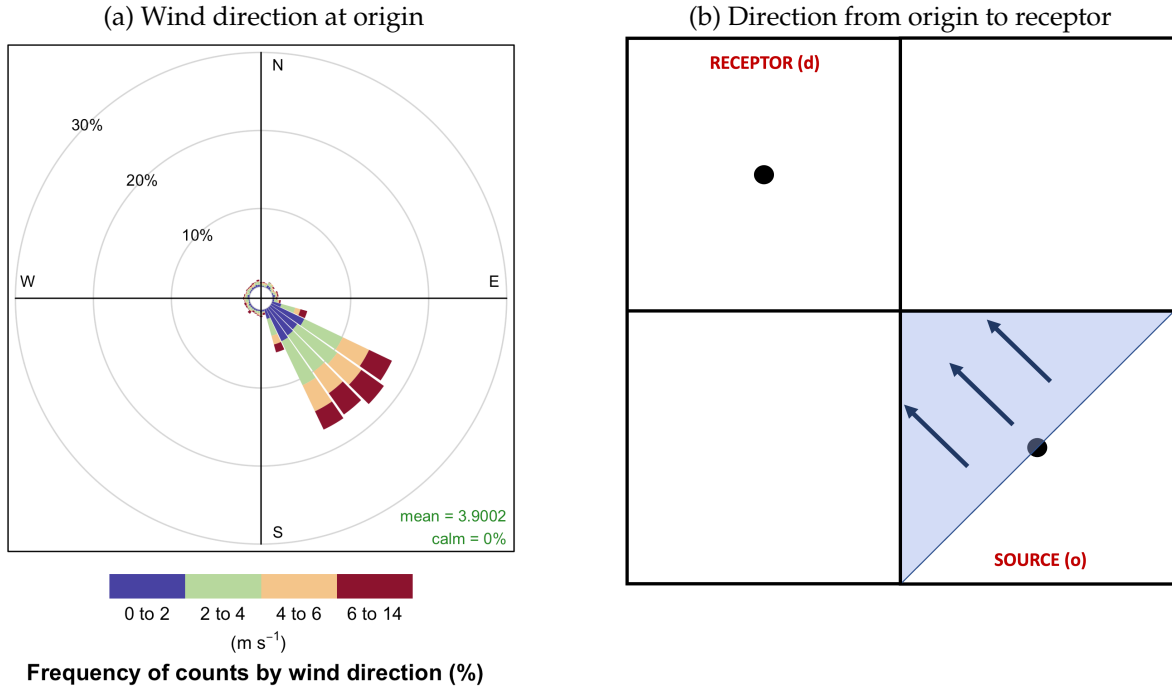 (a) Wind direction at origin
N
30%
20%
10%
W
E
S
mean = 3.9002
calm = 0%
0 to 2
2 to 4
4 to 6
6 to 14
(m s⁻¹)
Frequency of counts by wind direction (%)
(b) Direction from origin to receptor
RECEPTOR (d)
SOURCE (o)